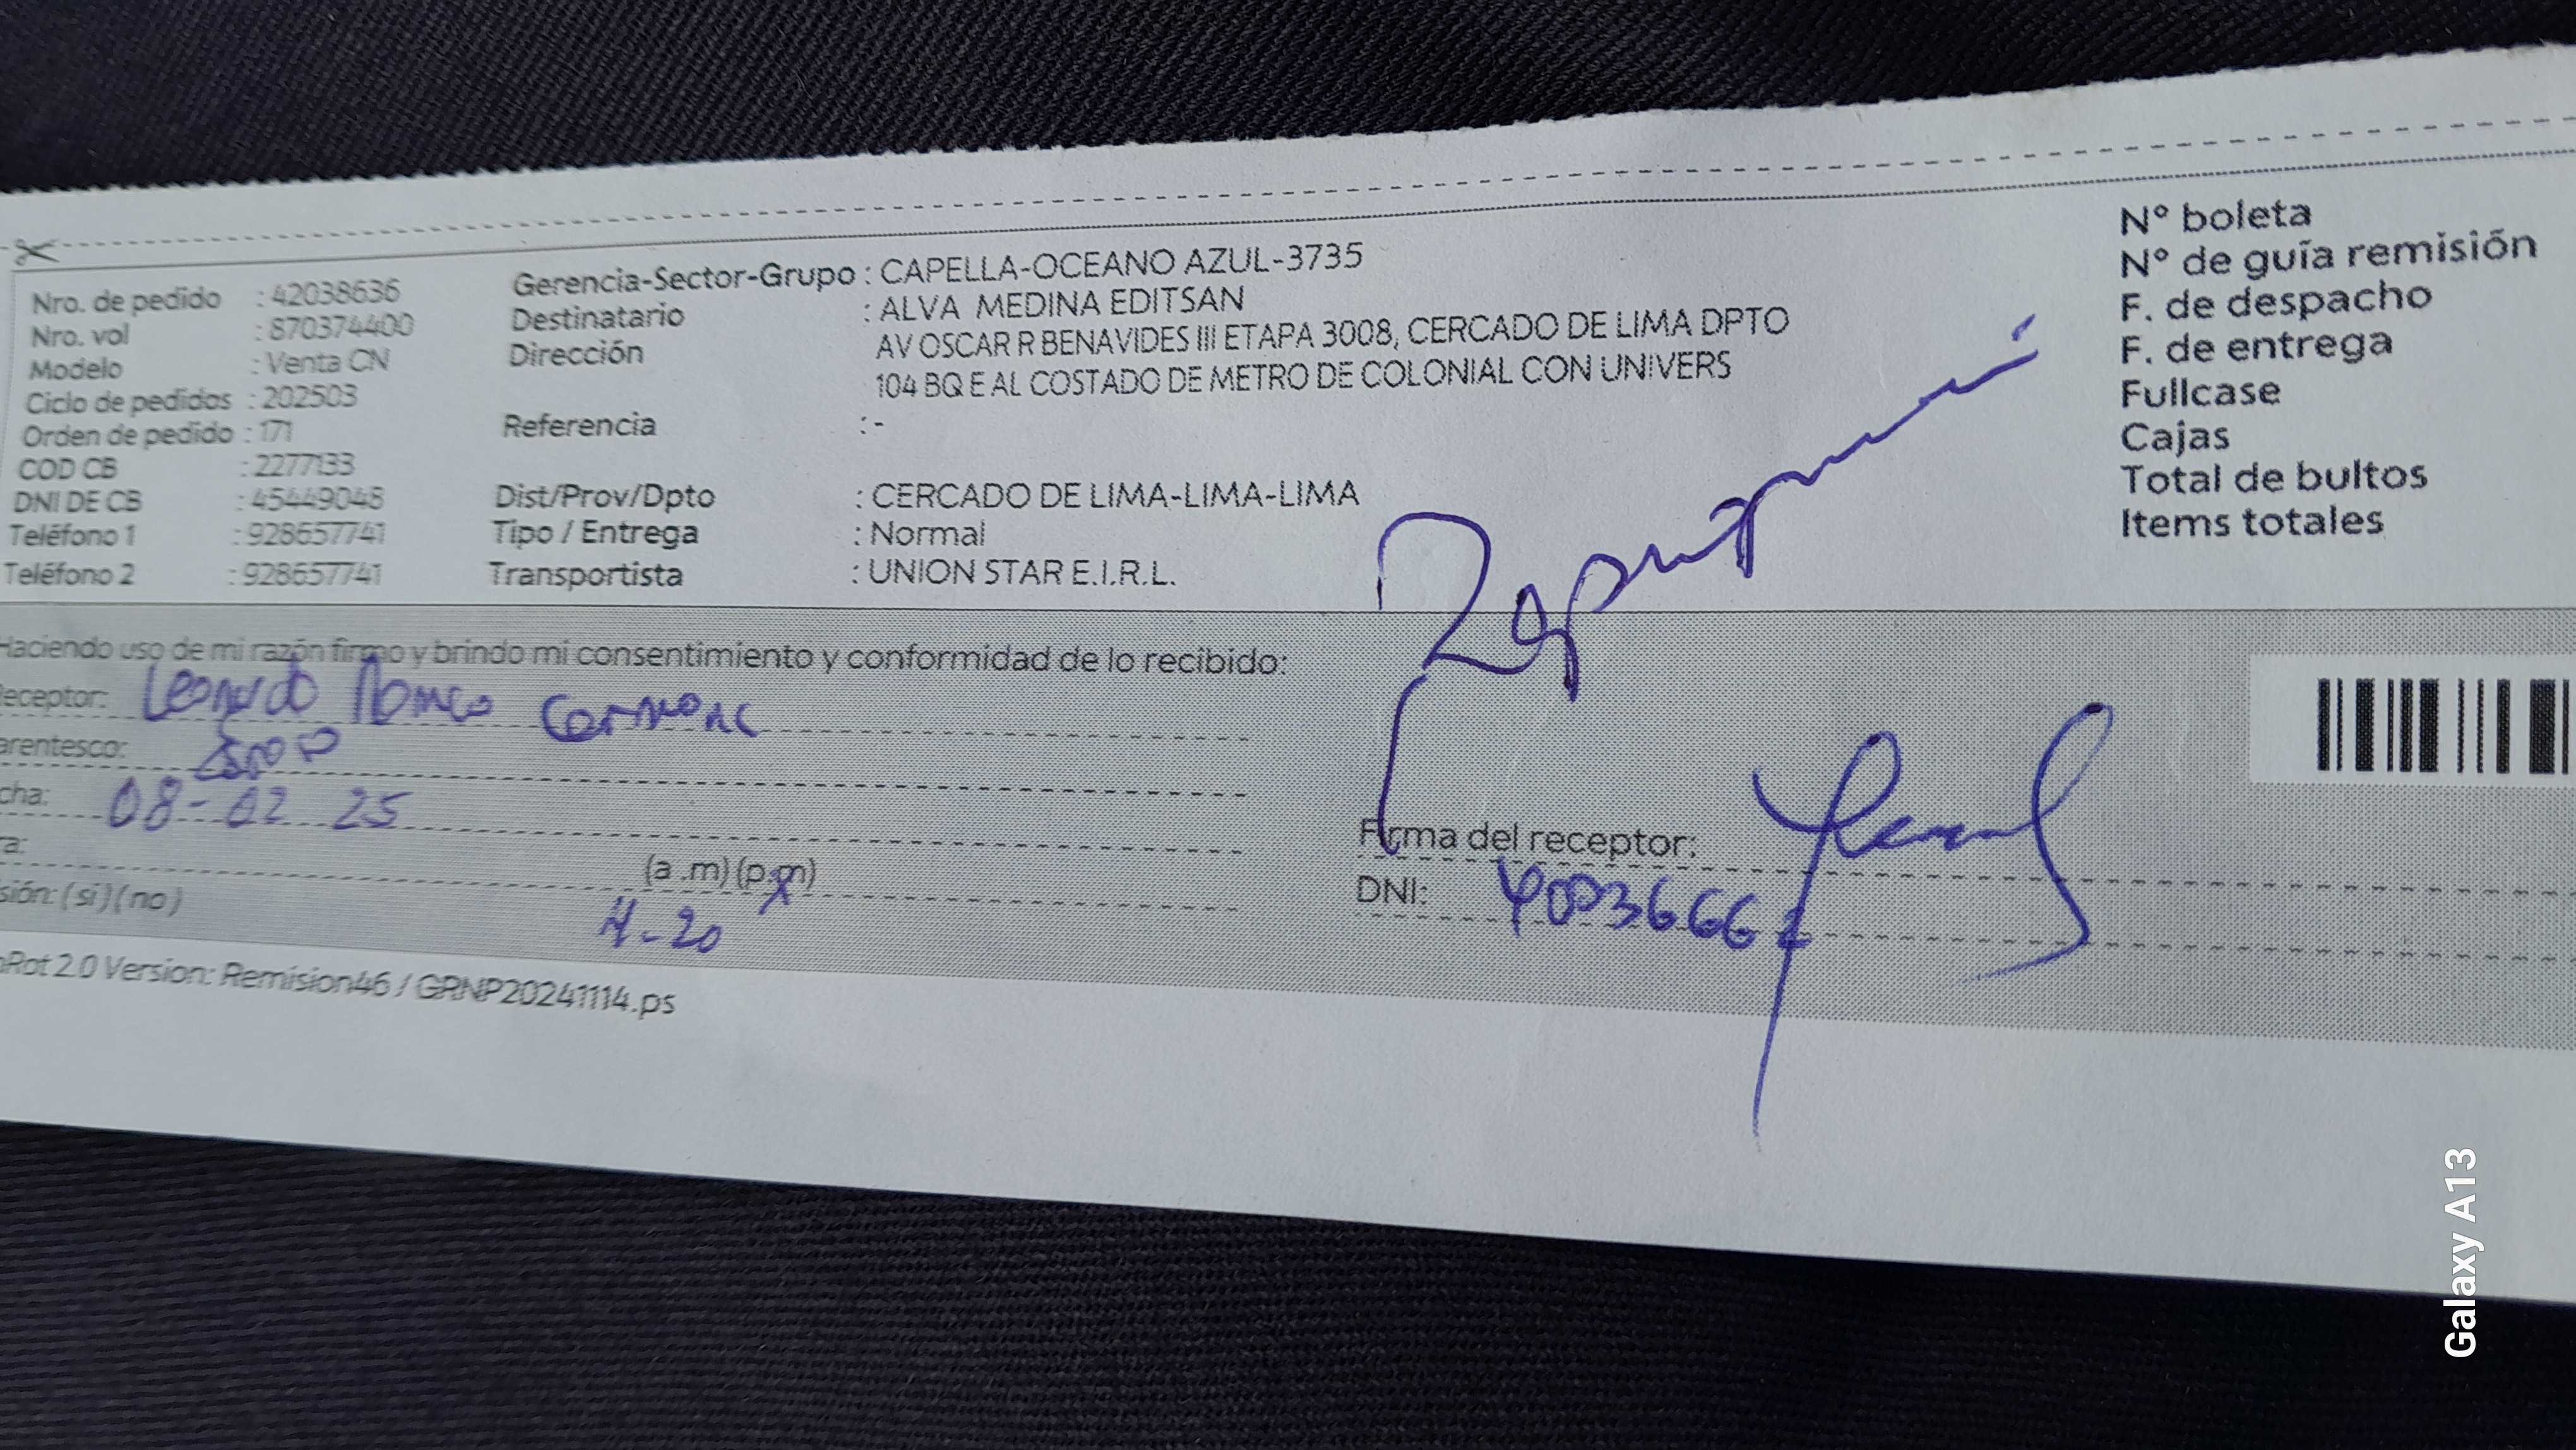 Nro. de pedido : 42038636
Nro. vol : 870374400
Modelo : Venta CN
Ciclo de pedidos : 202503
Orden de pedido : 171
COD CB : 2277133
DNI DE CB : 45449048
Teléfono 1 : 928657741
Teléfono 2 : 928657741
Gerencia-Sector-Grupo : CAPELLA-OCEANO AZUL-3735
Destinatario : ALVA MEDINA EDITSAN
Dirección AV OSCAR R BENAVIDES III ETAPA 3008, CERCADO DE LIMA DPTO
104 BQ E AL COSTADO DE METRO DE COLONIAL CON UNIVERS
Referencia : -
Dist/Prov/Dpto : CERCADO DE LIMA-LIMA-LIMA
Tipo / Entrega : Normal
Transportista : UNION STAR E.I.R.L.
N° boleta
N° de guía remisión
F. de despacho
F. de entrega
Fullcase
Cajas
Total de bultos
Items totales
Haciendo uso de mi razón firmo y brindo mi consentimiento y conformidad de lo recibido:
eceptor: Leonardo
arentesco:
cha: 08-02 25
ra: (a .m) (p.m)
sión: (si) (no)
Firma del receptor:
DNI:
Rot 2.0 Version: Remision46 / GRNP20241114.ps
Galaxy A13